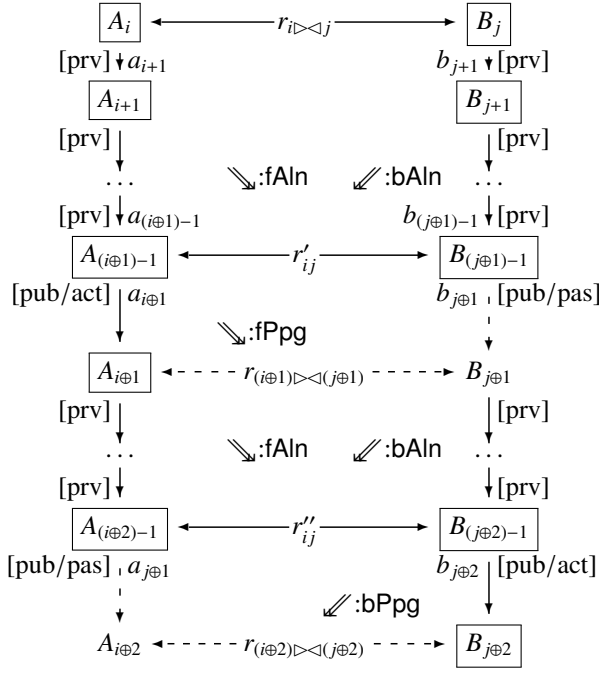 A_i r_{i▷◁j} B_j
[prv] a_{i+1} b_{j+1} [prv]
A_{i+1} B_{j+1}
[prv] [prv]
... :fAln :bAln ...
[prv] a_{(i⊕1)−1} b_{(j⊕1)−1} [prv]
A_{(i⊕1)−1} r'_{ij} B_{(j⊕1)−1}
[pub/act] a_{i⊕1} b_{j⊕1} [pub/pas]
:fPpg
A_{i⊕1} r_{(i⊕1)▷◁(j⊕1)} B_{j⊕1}
[prv] [prv]
... :fAln :bAln ...
[prv] [prv]
A_{(i⊕2)−1} r''_{ij} B_{(j⊕2)−1}
[pub/pas] a_{j⊕1} b_{j⊕2} [pub/act]
:bPpg
A_{i⊕2} r_{(i⊕2)▷◁(j⊕2)} B_{j⊕2}